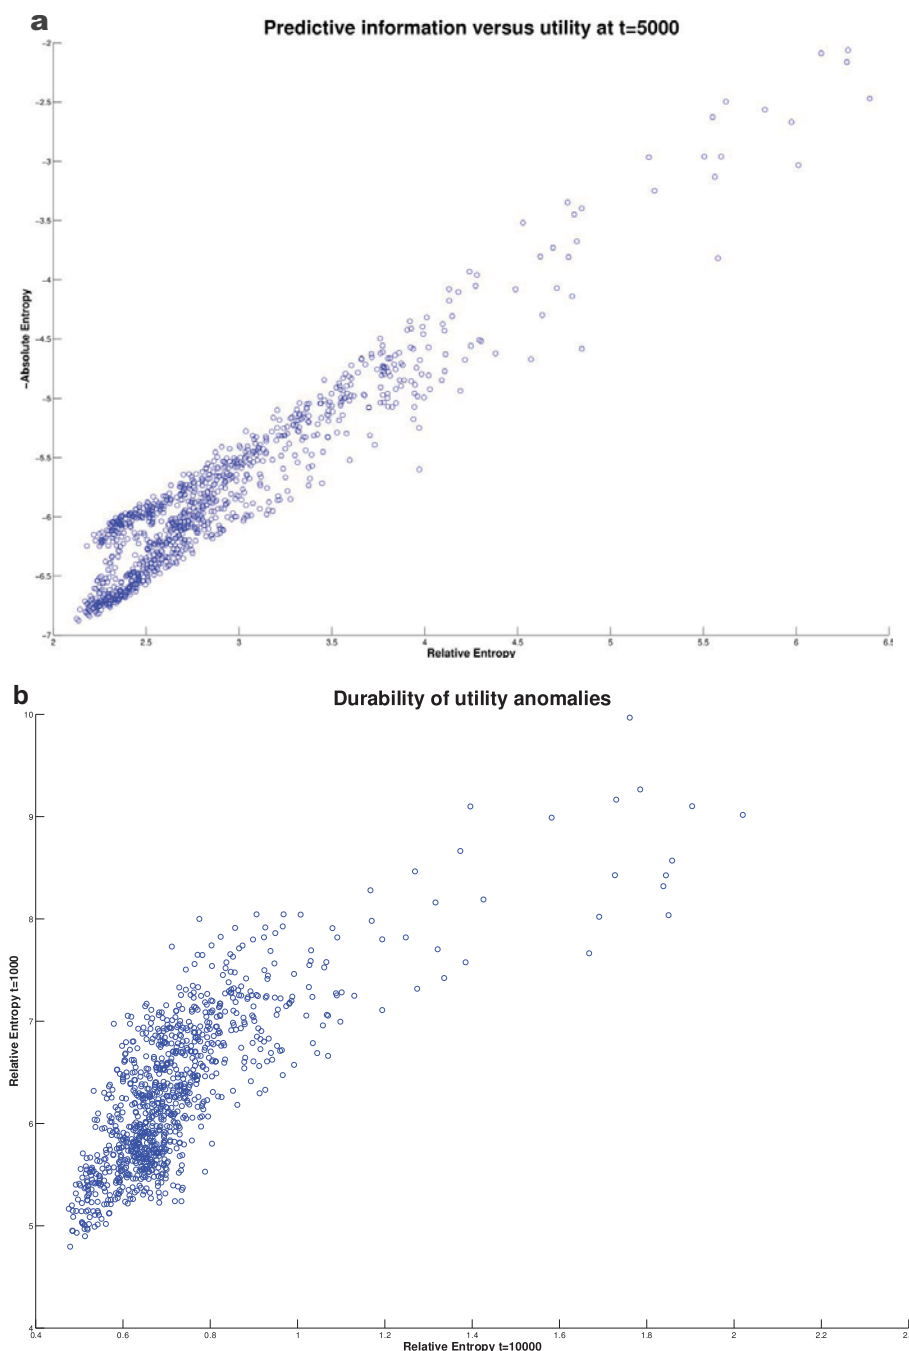 a
Predictive information versus utility at t=5000
-2
-2.5
-3
-3.5
-4
-4.5
-5
-5.5
-6
-6.5
-7
-Absolute Entropy
2 2.5 3 3.5 4 4.5 5 5.5 6 6.5
Relative Entropy
b
Durability of utility anomalies
10
9
8
7
6
5
4
Relative Entropy t=1000
0.4 0.6 0.8 1 1.2 1.4 1.6 1.8 2 2.2
Relative Entropy t=10000